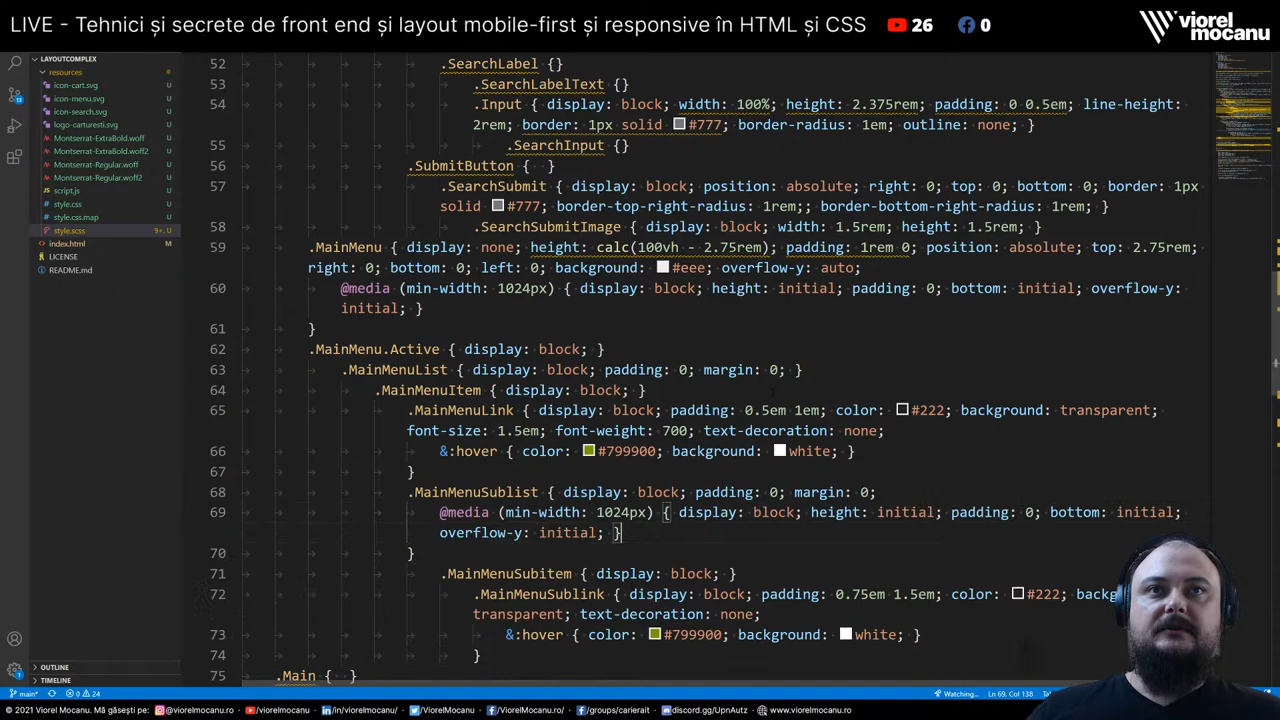 LIVE - Tehnici și secrete de front end și layout mobile-first și responsive în HTML și CSS 26 0 viorel mocanu
LAYOUTCOMPLEX
resources
icon-cart.svg U
icon-menu.svg U
icon-search.svg U
logo-carturesti.svg U
Montserrat-ExtraBold.woff U
Montserrat-ExtraBold.woff2 U
Montserrat-Regular.woff U
Montserrat-Regular.woff2 U
script.js U
style.css U
style.css.map U
style.scss 9+, U
index.html M
LICENSE
README.md
OUTLINE
TIMELINE
52 .SearchLabel {}
53 .SearchLabelText {}
54 .Input { display: block; width: 100%; height: 2.375rem; padding: 0 0.5em; line-height:
2rem; border: 1px solid #777; border-radius: 1em; outline: none; }
55 .SearchInput {}
56 .SubmitButton { }
57 .SearchSubmit { display: block; position: absolute; right: 0; top: 0; bottom: 0; border: 1px
solid #777; border-top-right-radius: 1rem;; border-bottom-right-radius: 1rem; }
58 .SearchSubmitImage { display: block; width: 1.5rem; height: 1.5rem; }
59 .MainMenu { display: none; height: calc(100vh - 2.75rem); padding: 1rem 0; position: absolute; top: 2.75rem;
right: 0; bottom: 0; left: 0; background: #eee; overflow-y: auto;
60 @media (min-width: 1024px) { display: block; height: initial; padding: 0; bottom: initial; overflow-y:
initial; }
61 }
62 .MainMenu.Active { display: block; }
63 .MainMenuList { display: block; padding: 0; margin: 0; }
64 .MainMenuItem { display: block; }
65 .MainMenuLink { display: block; padding: 0.5em 1em; color: #222; background: transparent;
font-size: 1.5em; font-weight: 700; text-decoration: none;
66 &:hover { color: #799900; background: white; }
67 }
68 .MainMenuSublist { display: block; padding: 0; margin: 0;
69 @media (min-width: 1024px) { display: block; height: initial; padding: 0; bottom: initial;
overflow-y: initial; }
70 }
71 .MainMenuSubitem { display: block; }
72 .MainMenuSublink { display: block; padding: 0.75em 1.5em; color: #222;
transparent; text-decoration: none;
73 &:hover { color: #799900; background: white; }
74 }
75 .Main { }
main* 0 24 Watching... Ln 69, Col 138
© 2021 Viorel Mocanu. Mă găsești pe: @viorelmocanu /viorelmocanu /in/viorelmocanu/ /ViorelMocanu /ViorelMocanu.ro/ /groups/carierait discord.gg/UpnAutz www.viorelmocanu.ro